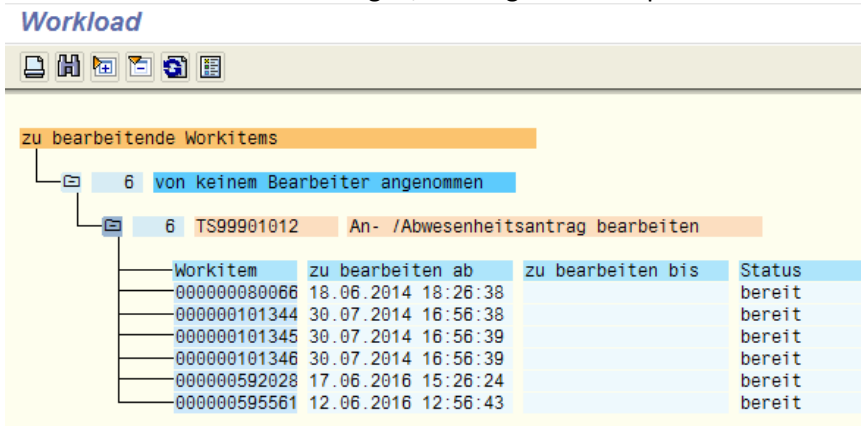 Workload
zu bearbeitende Workitems
6 von keinem Bearbeiter angenommen
6 TS99901012 An- /Abwesenheitsantrag bearbeiten
Workitem zu bearbeiten ab zu bearbeiten bis Status
000000080066 18.06.2014 18:26:38 bereit
000000101344 30.07.2014 16:56:38 bereit
000000101345 30.07.2014 16:56:39 bereit
000000101346 30.07.2014 16:56:39 bereit
000000592028 17.06.2016 15:26:24 bereit
000000595561 12.06.2016 12:56:43 bereit